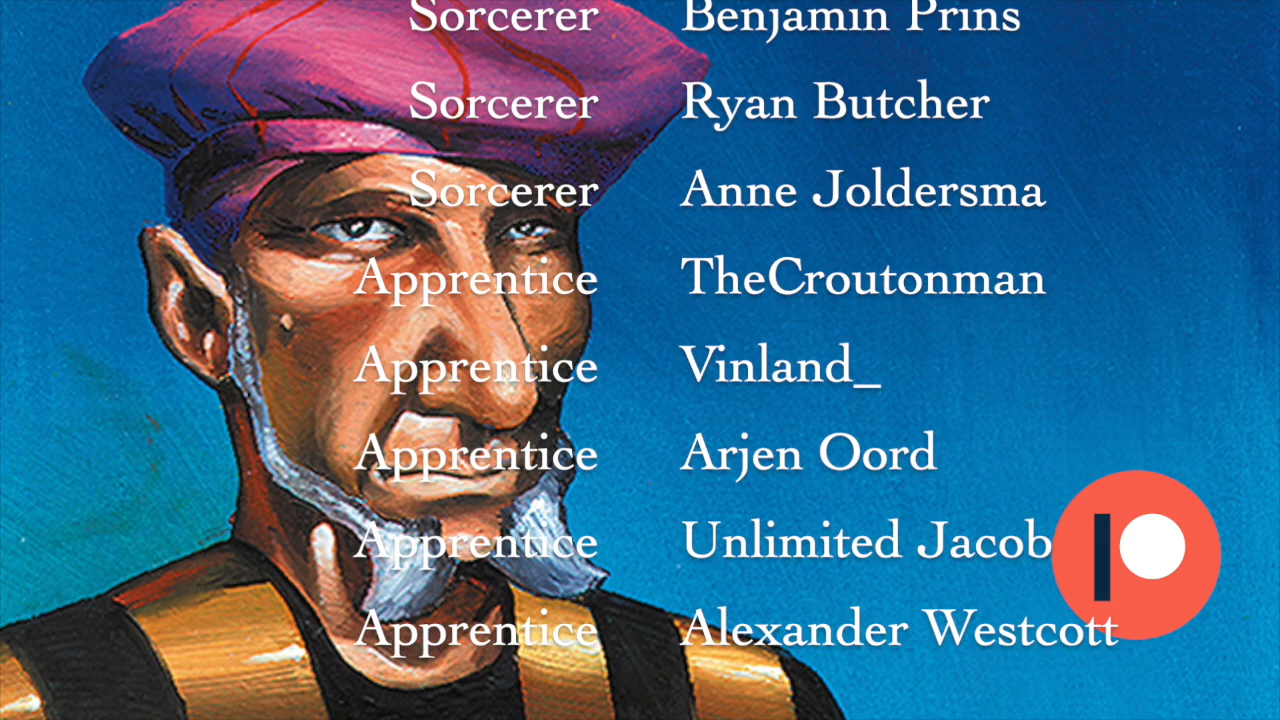 Sorcerer Benjamin Prins
Sorcerer Ryan Butcher
Sorcerer Anne Joldersma
Apprentice TheCroutonman
Apprentice Vinland_
Apprentice Arjen Oord
Apprentice Unlimited Jacob
Apprentice Alexander Westcott